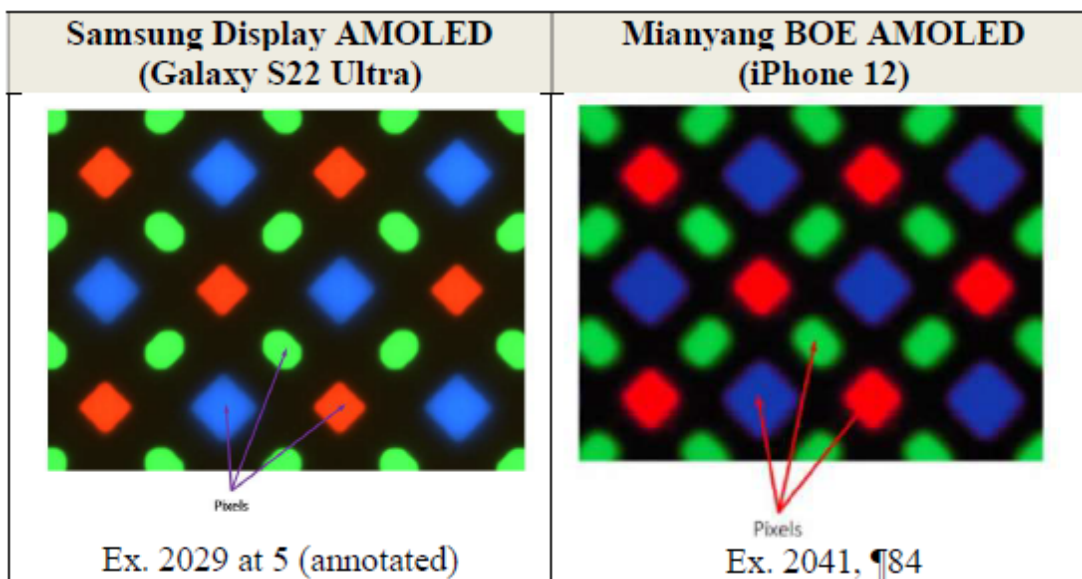 Samsung Display AMOLED
(Galaxy S22 Ultra)
Mianyang BOE AMOLED
(iPhone 12)
Pixels
Ex. 2029 at 5 (annotated)
Pixels
Ex. 2041, ¶84